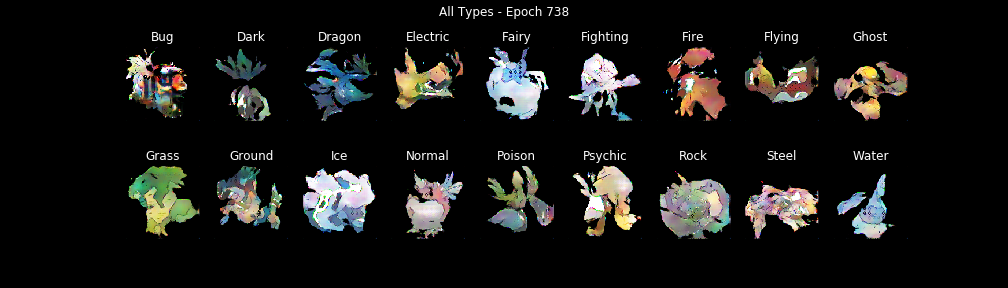 All Types - Epoch 738
Bug Dark Dragon Electric Fairy Fighting Fire Flying Ghost
Grass Ground Ice Normal Poison Psychic Rock Steel Water